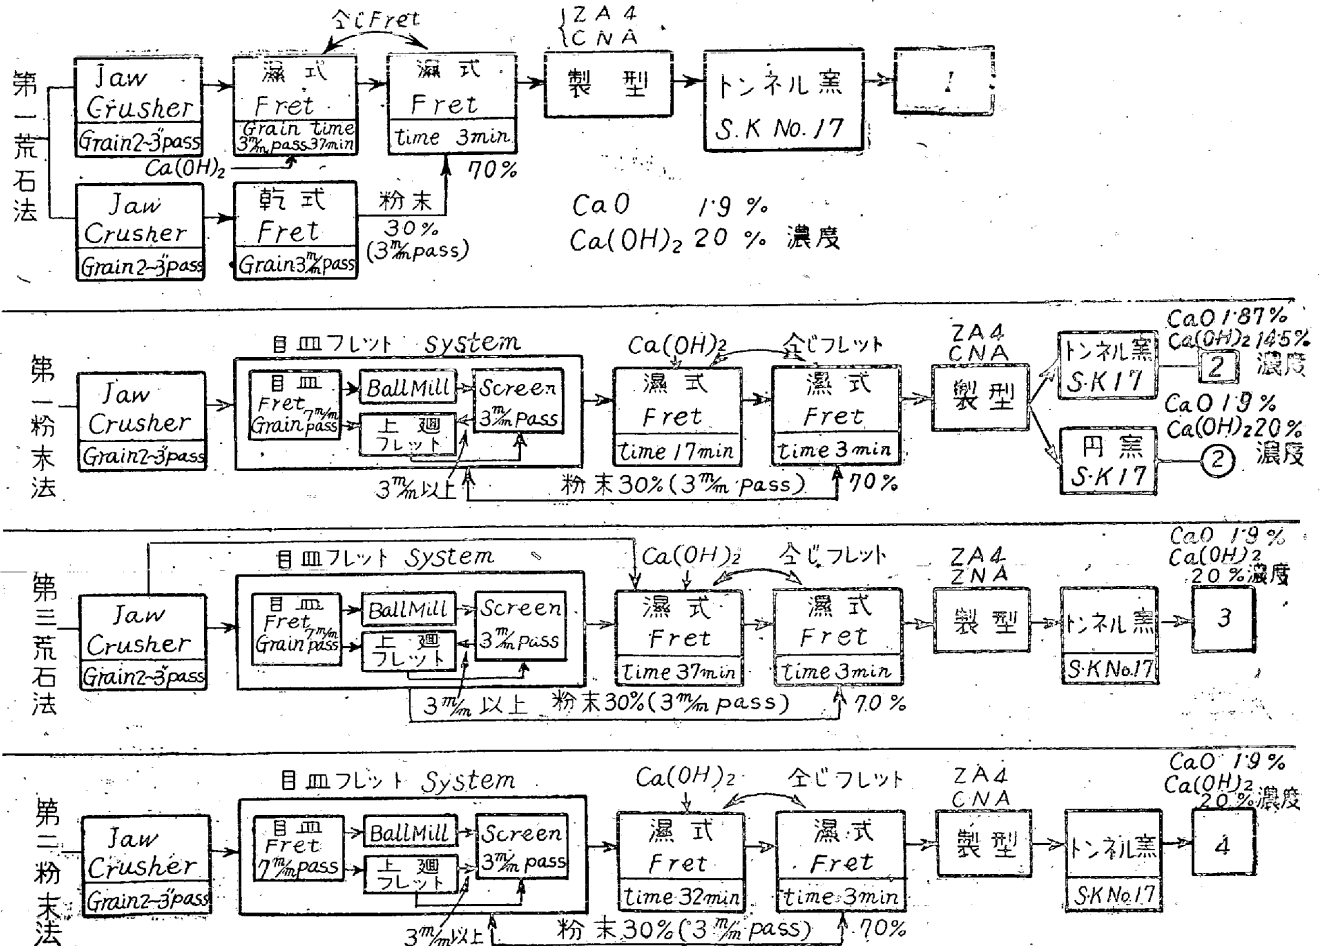 仝じFret
ZA4
CNA
第一荒石法
Jaw
Crusher
Grain2~3"pass
濕式
Fret
Grain time
3m/m pass 37min
濕式
Fret
time 3min
製型
トンネル窯
S.K No.17
1
Ca(OH)2
70%
Jaw
Crusher
Grain2~3"pass
乾式
Fret
Grain3m/mpass
粉末
30%
(3m/mpass)
CaO 1.9%
Ca(OH)2 20% 濃度
第一粉末法
目皿フレット System
Jaw
Crusher
Grain2~3"pass
目皿
Fret
Grain 7m/m pass
BallMill
上廻
フレット
Screen
3m/m pass
3m/m以上
Ca(OH)2
仝じフレット
濕式
Fret
time 17min
濕式
Fret
time 3min
粉末30%(3m/m pass)
70%
ZA4
CNA
製型
トンネル窯
S.K17
CaO 1.87%
Ca(OH)2 14.5%
濃度
2
円窯
S.K17
CaO 1.9%
Ca(OH)2 20%
濃度
2
第三荒石法
目皿フレット System
Jaw
Crusher
Grain2~3"pass
目皿
Fret
Grain 7m/m pass
BallMill
上廻
フレット
Screen
3m/m pass
3m/m以上
Ca(OH)2
仝じフレット
濕式
Fret
time 37min
濕式
Fret
time 3min
粉末30%(3m/m pass)
70%
ZA4
ZNA
製型
トンネル窯
S.K No.17
CaO 1.9%
Ca(OH)2
20%濃度
3
第二粉末法
目皿フレット System
Jaw
Crusher
Grain2~3"pass
目皿
Fret
7m/mpass
BallMill
上廻
フレット
Screen
3m/m pass
3m/m以上
Ca(OH)2
仝じフレット
濕式
Fret
time 32min
濕式
Fret
time 3min
粉末30%(3m/m pass)
70%
ZA4
CNA
製型
トンネル窯
S.K No.17
CaO 1.9%
Ca(OH)2
20%濃度
4